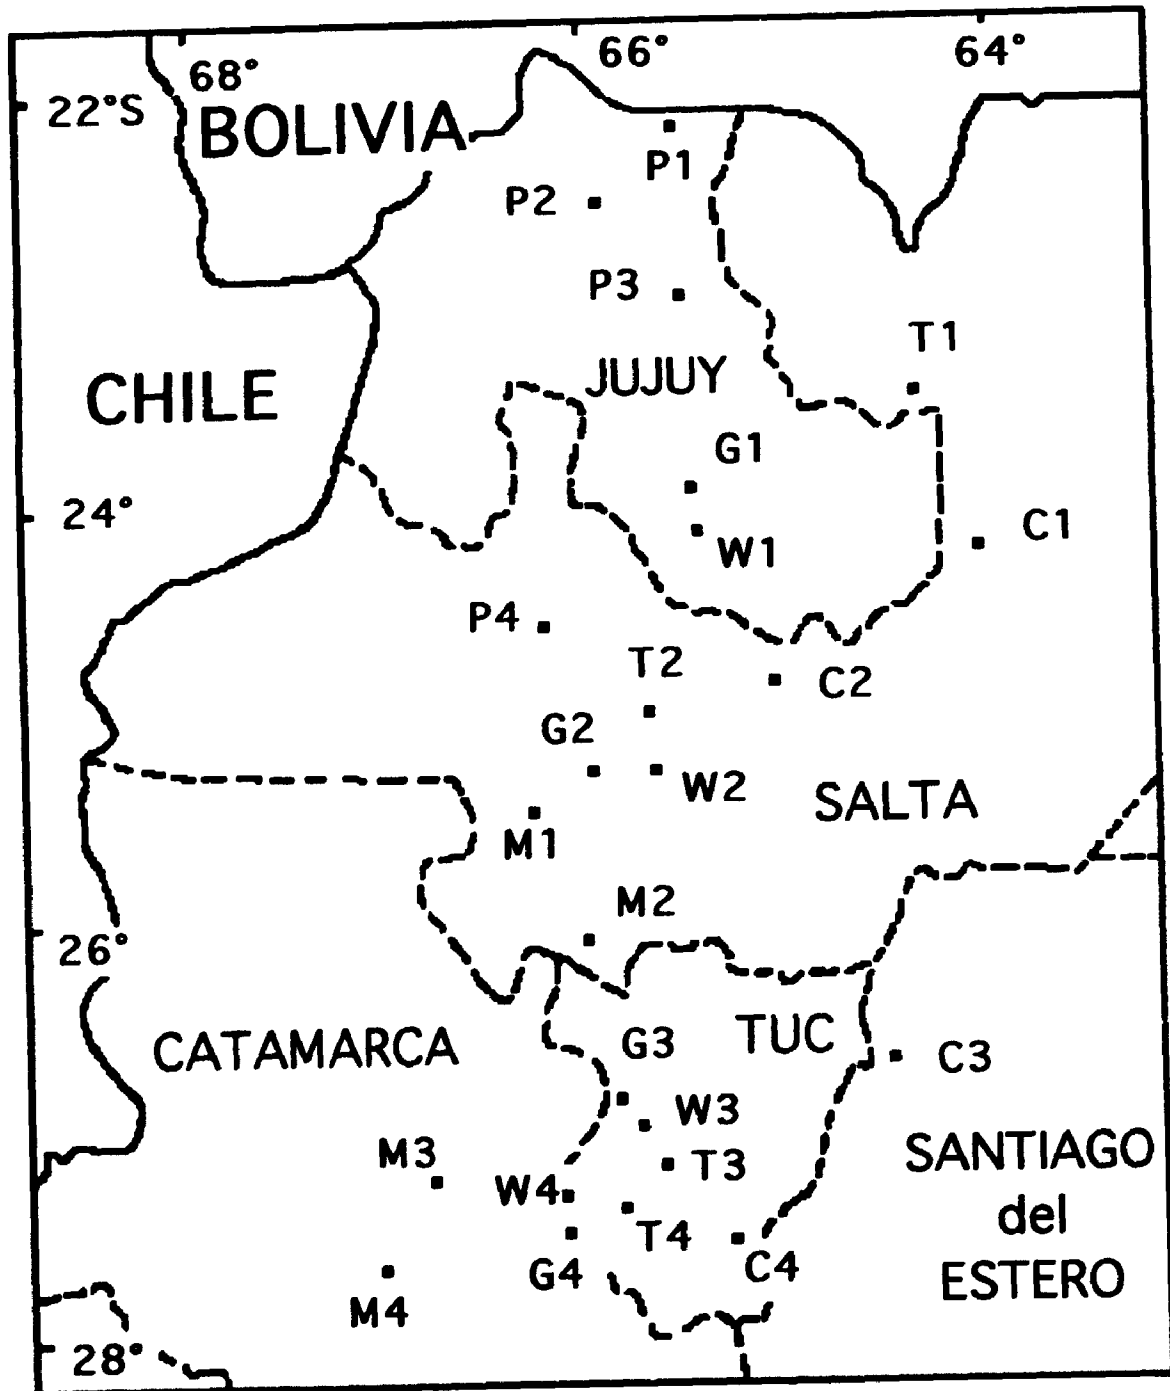 68°
66°
64°
22°S
BOLIVIA
P1
P2
P3
T1
JUJUY
CHILE
G1
24°
C1
W1
P4
T2
C2
G2
W2
SALTA
M1
M2
26°
G3
TUC
CATAMARCA
C3
W3
M3
T3
SANTIAGO
del
ESTERO
W4
T4
G4
C4
M4
28°